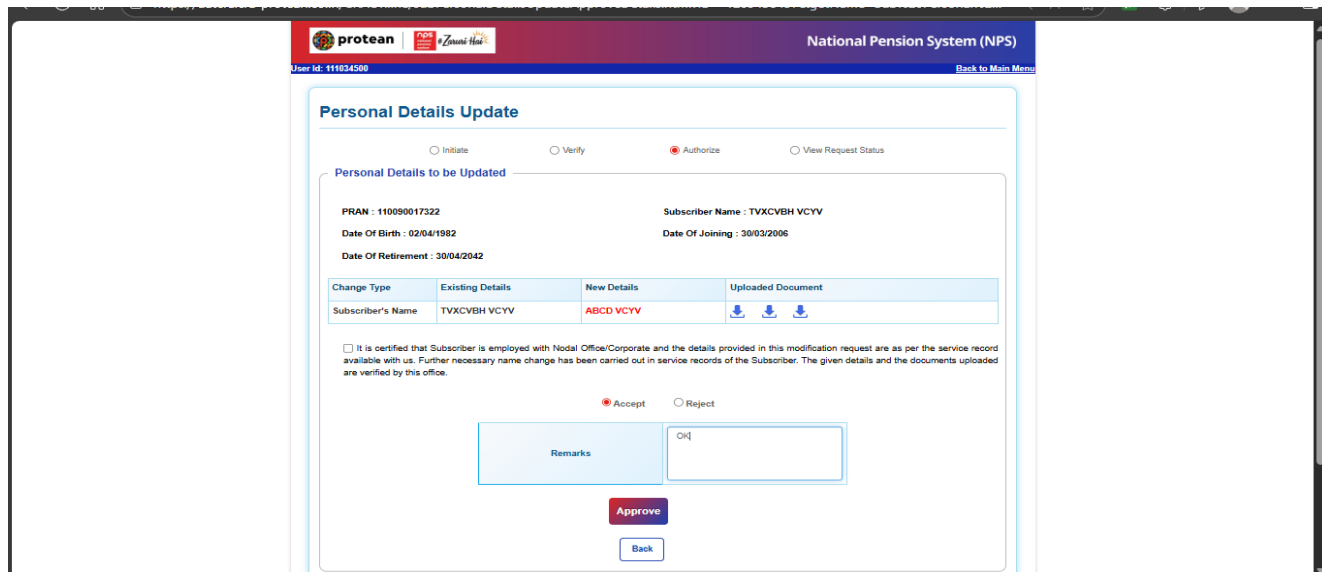 protean nps #Zaruri Hai National Pension System (NPS)
User Id: 111034500 Back to Main Menu
Personal Details Update
Initiate Verify Authorize View Request Status
Personal Details to be Updated
PRAN : 110090017322 Subscriber Name : TVXCVBH VCYV
Date Of Birth : 02/04/1982 Date Of Joining : 30/03/2006
Date Of Retirement : 30/04/2042
Change Type Existing Details New Details Uploaded Document
Subscriber's Name TVXCVBH VCYV ABCD VCYV
It is certified that Subscriber is employed with Nodal Office/Corporate and the details provided in this modification request are as per the service record
available with us. Further necessary name change has been carried out in service records of the Subscriber. The given details and the documents uploaded
are verified by this office.
Accept Reject
Remarks OK
Approve
Back